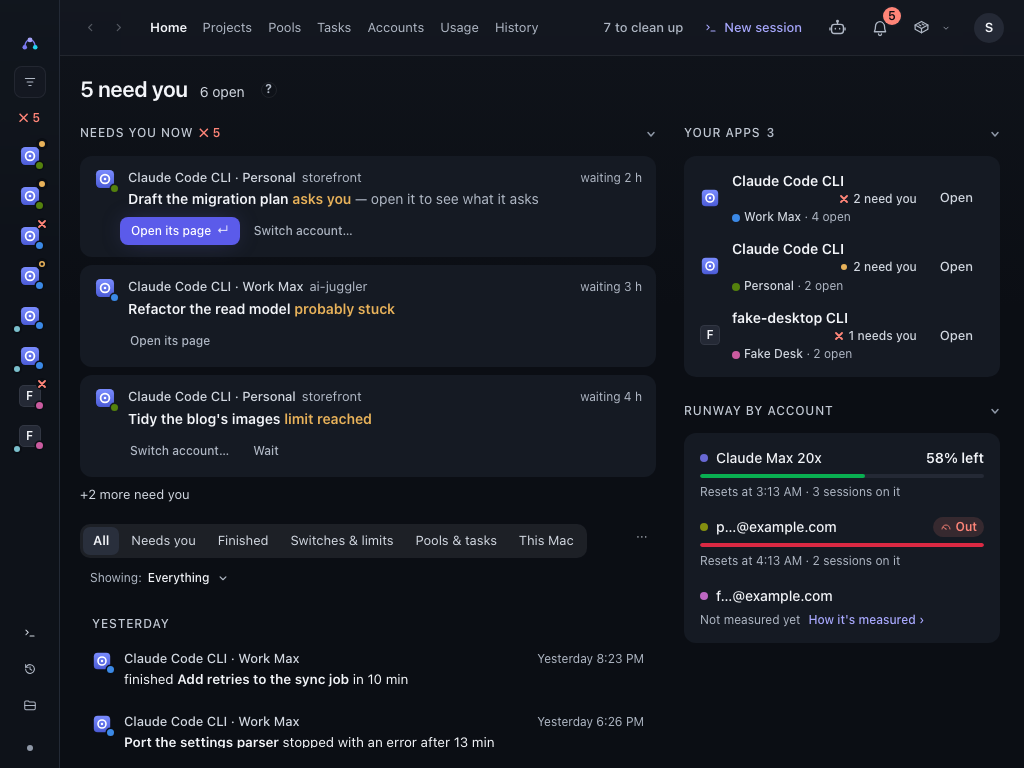 Home Projects Pools Tasks Accounts Usage History 7 to clean up New session 5 S
5
F
F
5 need you 6 open ?
NEEDS YOU NOW 5
Claude Code CLI · Personal storefront waiting 2 h
Draft the migration plan asks you — open it to see what it asks
Open its page Switch account...
Claude Code CLI · Work Max ai-juggler waiting 3 h
Refactor the read model probably stuck
Open its page
Claude Code CLI · Personal storefront waiting 4 h
Tidy the blog's images limit reached
Switch account... Wait
+2 more need you
All Needs you Finished Switches & limits Pools & tasks This Mac ...
Showing: Everything
YESTERDAY
Claude Code CLI · Work Max Yesterday 8:23 PM
finished Add retries to the sync job in 10 min
Claude Code CLI · Work Max Yesterday 6:26 PM
Port the settings parser stopped with an error after 13 min
YOUR APPS 3
Claude Code CLI
2 need you Open
Work Max · 4 open
Claude Code CLI
2 need you Open
Personal · 2 open
F fake-desktop CLI
1 needs you Open
Fake Desk · 2 open
RUNWAY BY ACCOUNT
Claude Max 20x 58% left
Resets at 3:13 AM · 3 sessions on it
p...@example.com Out
Resets at 4:13 AM · 2 sessions on it
f...@example.com
Not measured yet How it's measured ›